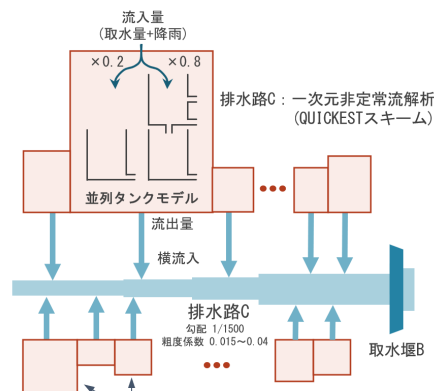 流入量
(取水量+降雨)
×0.2
×0.8
排水路C：一次元非定常流解析
(QUICKESTスキーム)
並列タンクモデル
流出量
横流入
排水路C
勾配 1/1500
粗度係数 0.015~0.04
取水堰B